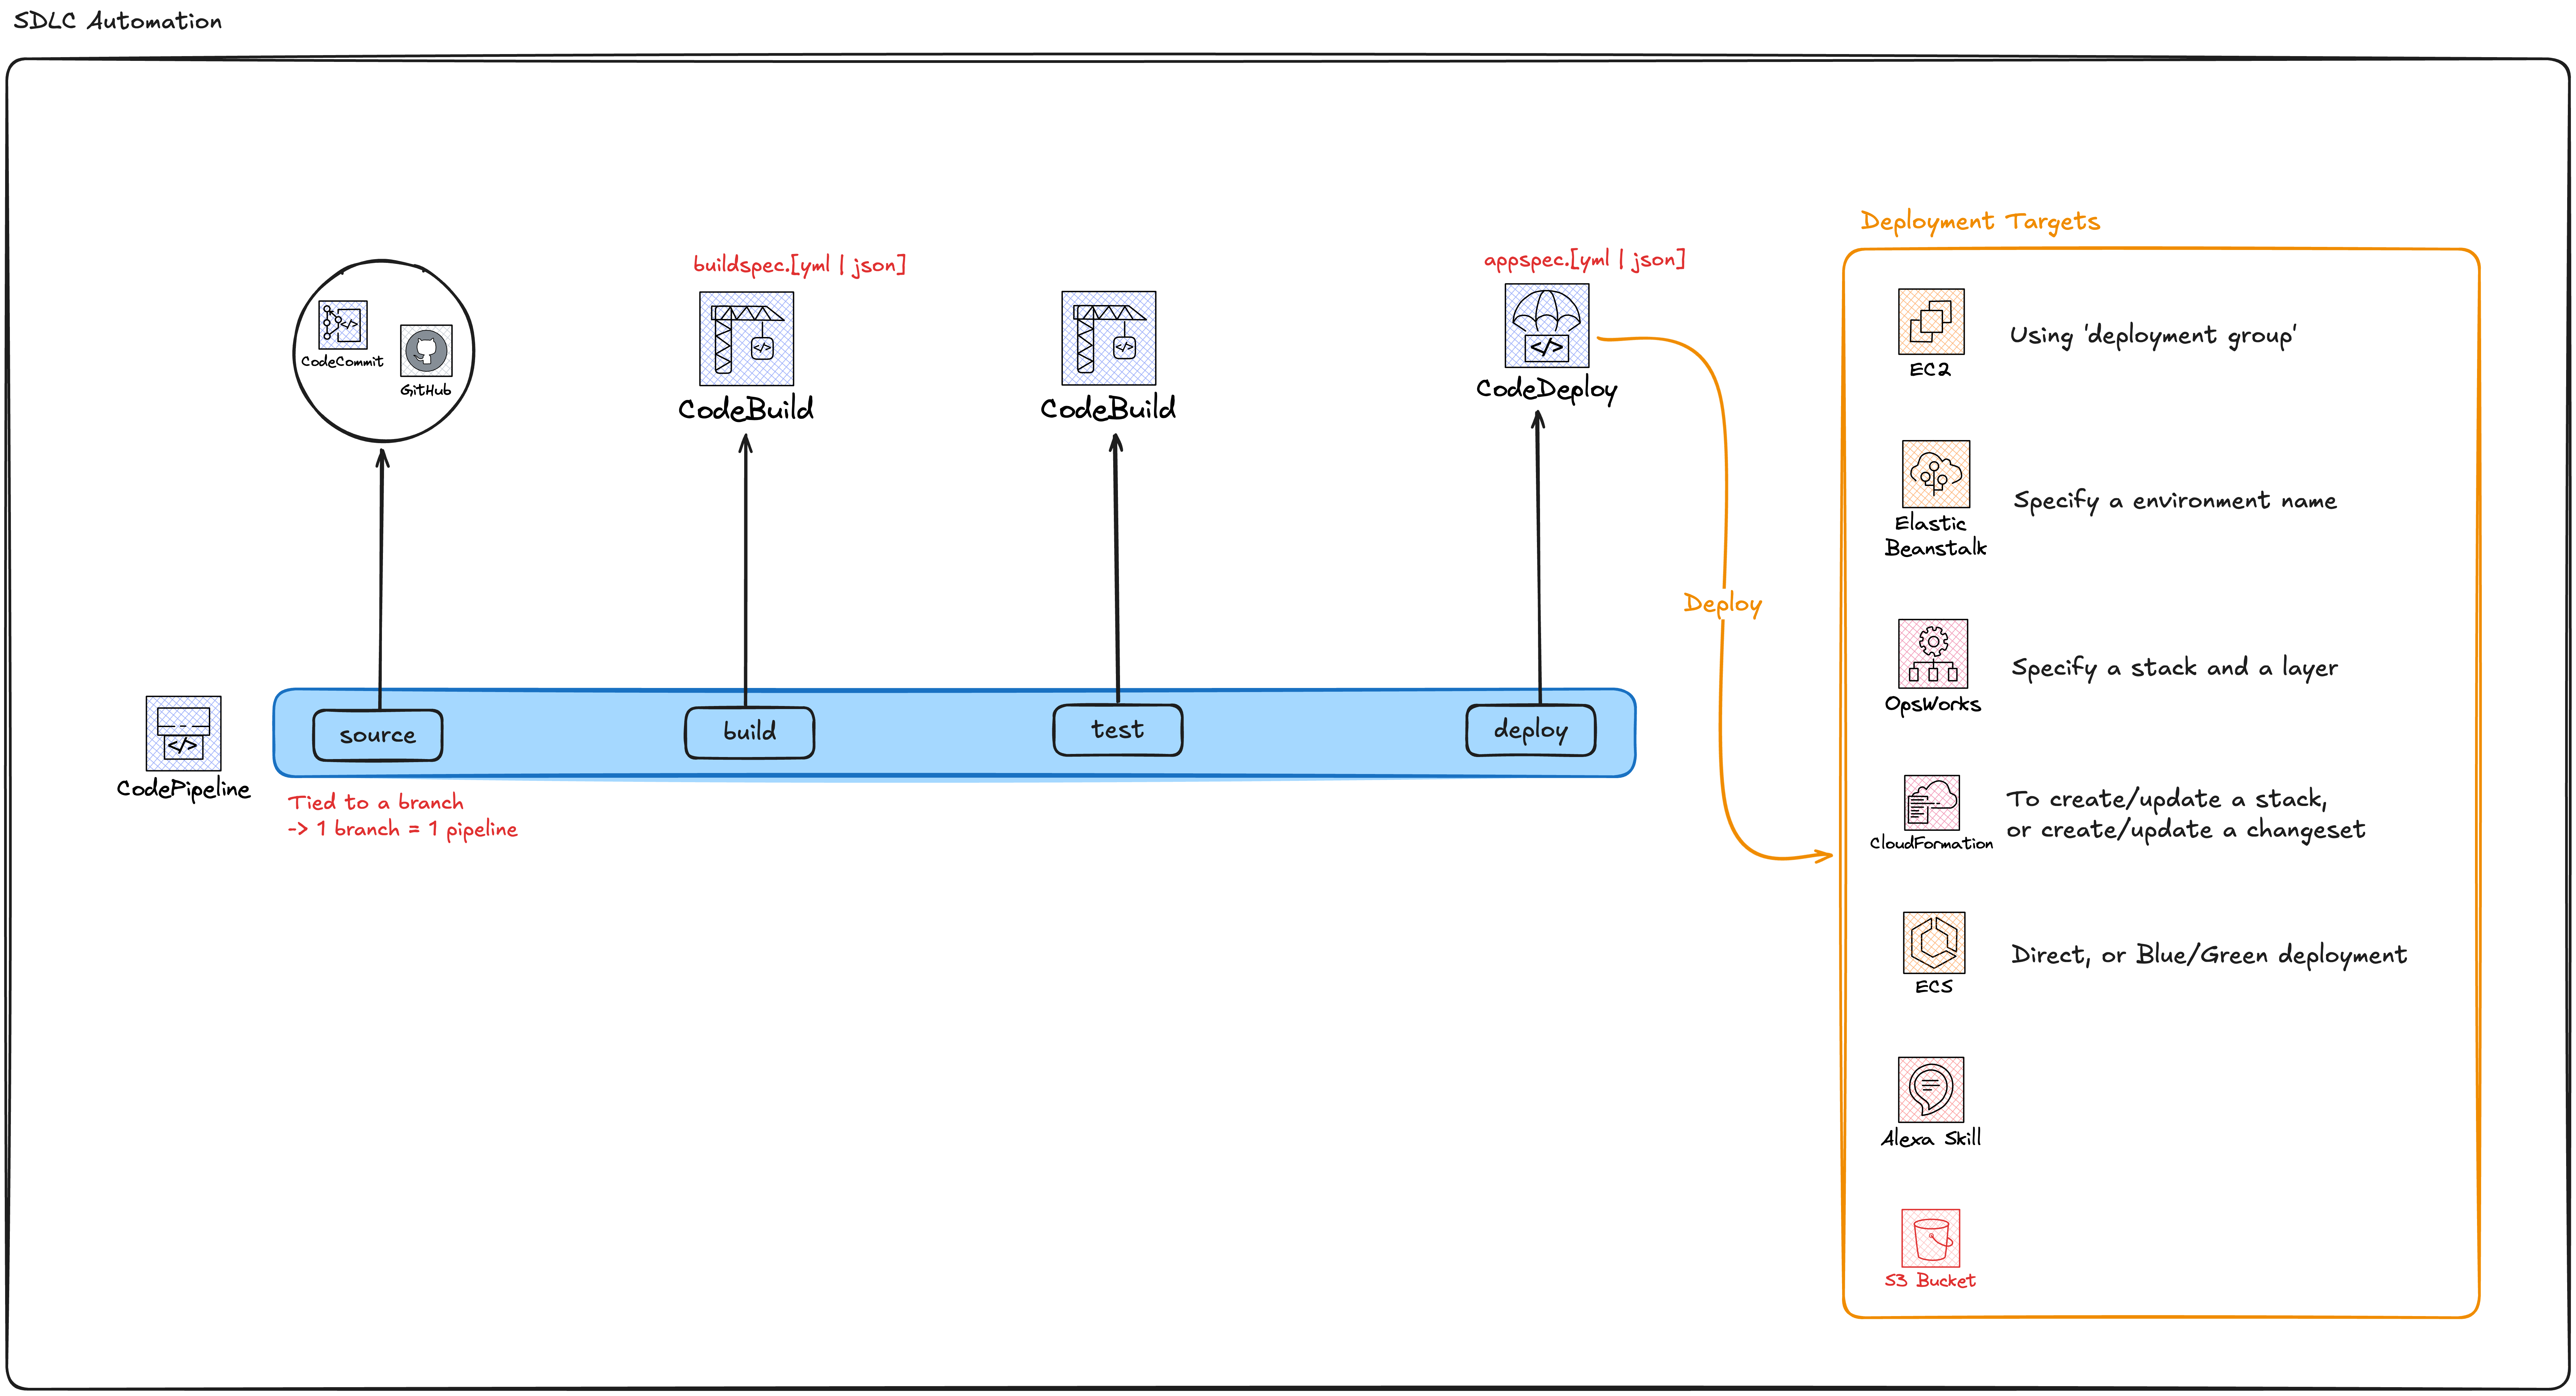 SDLC Automation
Deployment Targets
buildspec.[yml | json]
appspec.[yml | json]
CodeCommit
GitHub
CodeBuild
CodeBuild
CodeDeploy
EC2
Using 'deployment group'
Elastic
Beanstalk
Specify a environment name
Deploy
OpsWorks
Specify a stack and a layer
CodePipeline
source
build
test
deploy
Tied to a branch
-> 1 branch = 1 pipeline
CloudFormation
To create/update a stack,
or create/update a changeset
ECS
Direct, or Blue/Green deployment
Alexa Skill
S3 Bucket